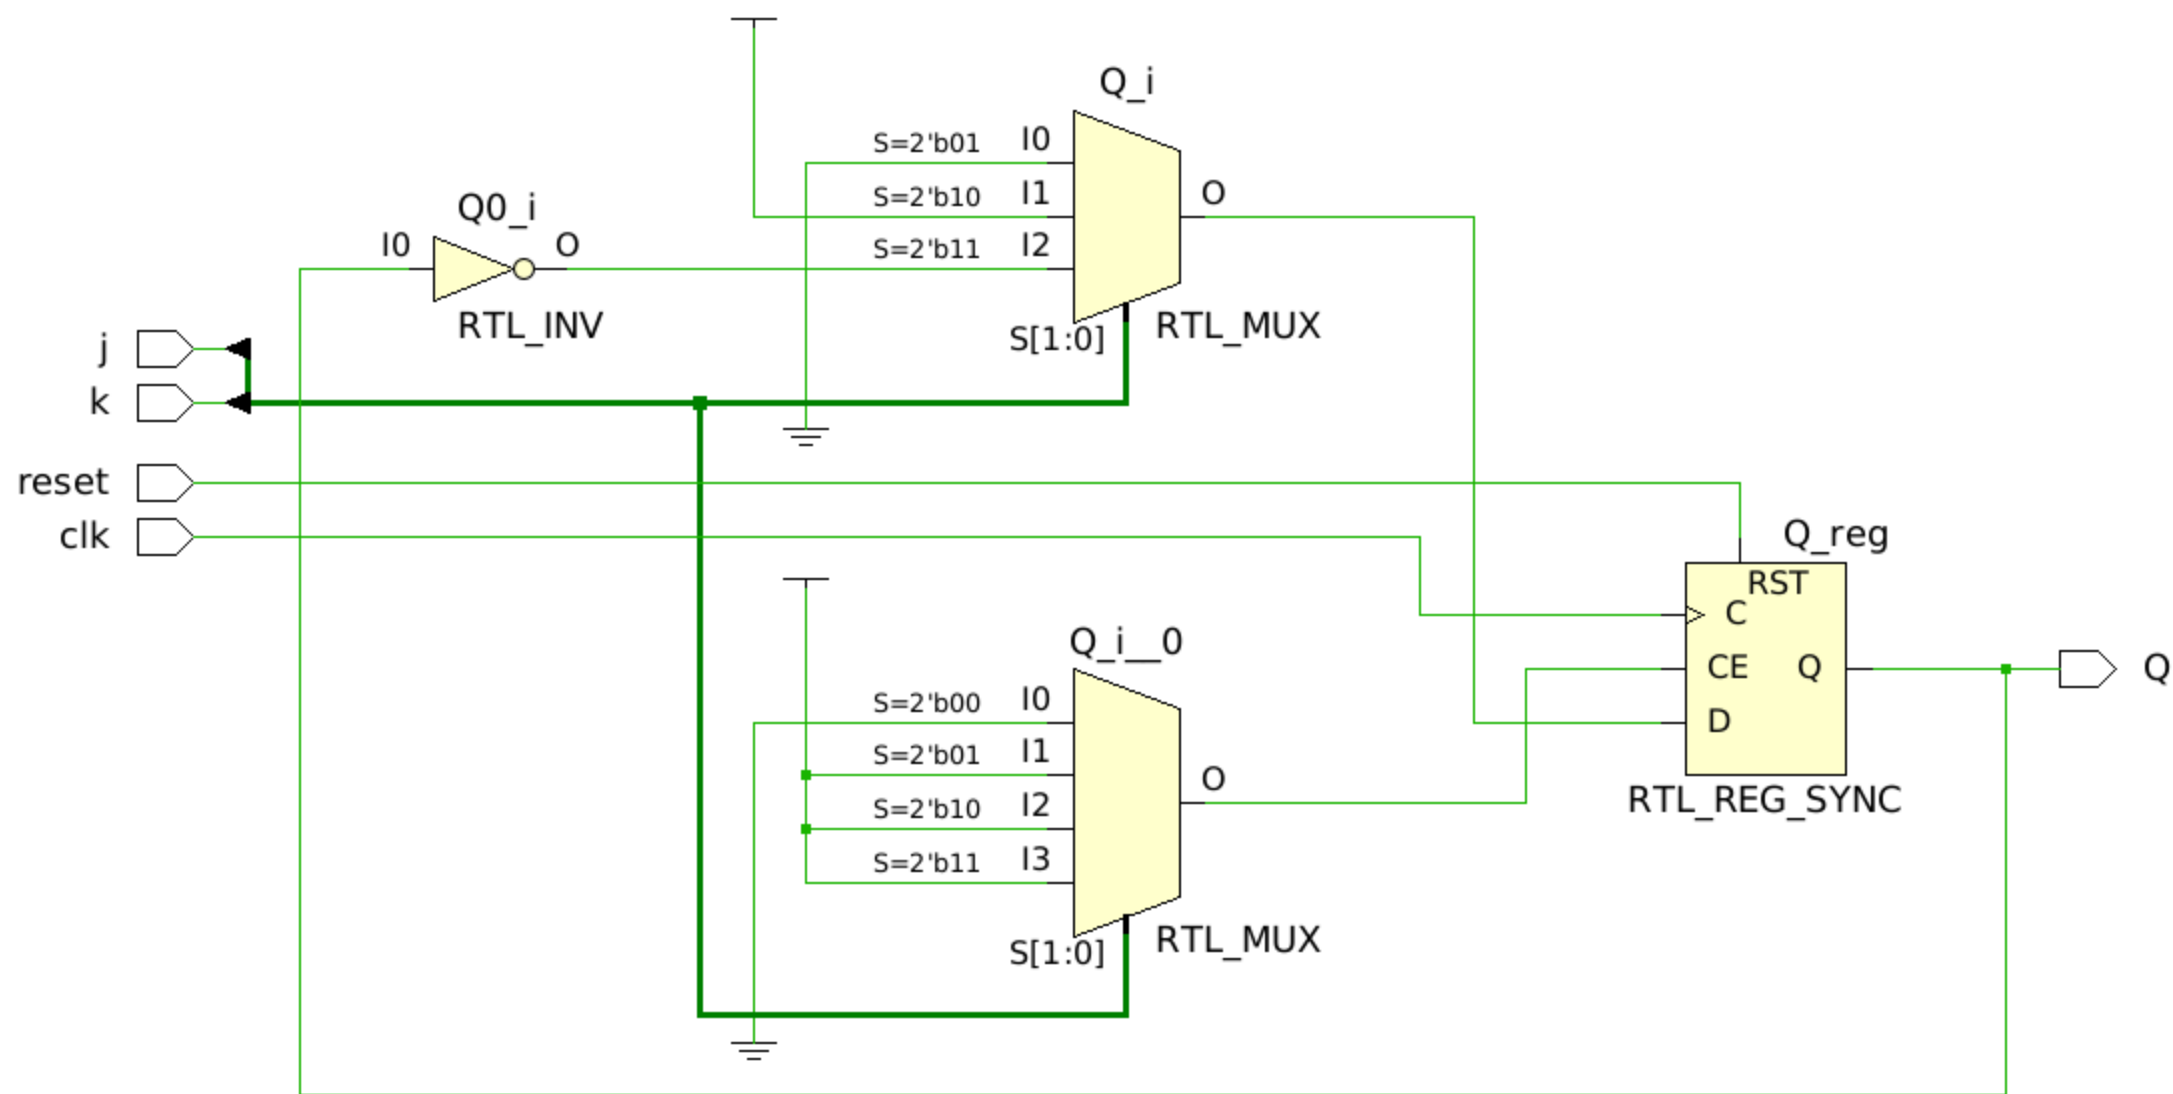 Q_i
S=2'b01 I0
S=2'b10 I1 O
S=2'b11 I2
Q0_i
I0 O
RTL_INV
S[1:0] RTL_MUX
j
k
reset
clk
Q_reg
RST
C
CE Q Q
D
RTL_REG_SYNC
Q_i__0
S=2'b00 I0
S=2'b01 I1
S=2'b10 I2 O
S=2'b11 I3
S[1:0] RTL_MUX